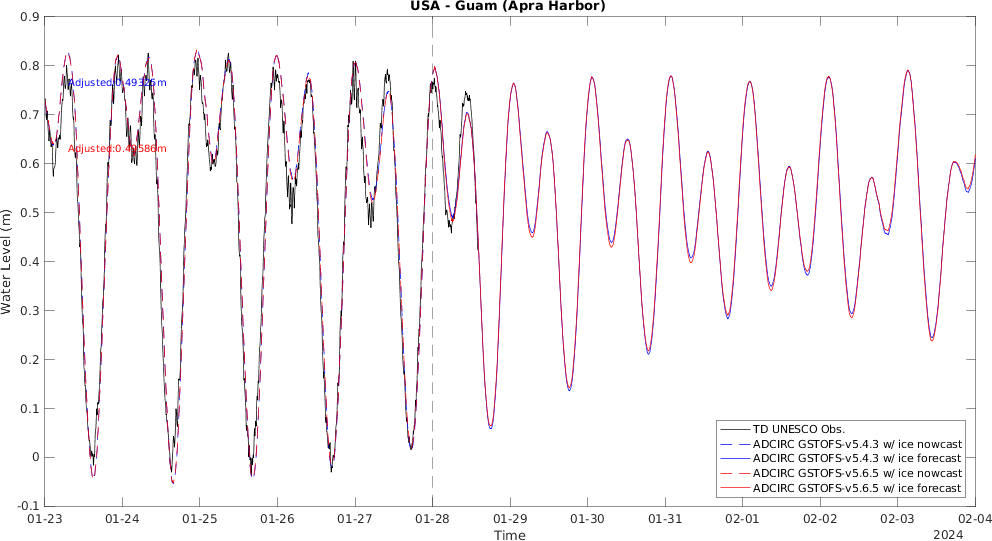 USA - Guam (Apra Harbor)
0.9
0.8
0.7
0.6
0.5
0.4
0.3
0.2
0.1
0
-0.1
Water Level (m)
TD UNESCO Obs.
ADCIRC GSTOFS-v5.4.3 w/ ice nowcast
ADCIRC GSTOFS-v5.4.3 w/ ice forecast
ADCIRC GSTOFS-v5.6.5 w/ ice nowcast
ADCIRC GSTOFS-v5.6.5 w/ ice forecast
01-23 01-24 01-25 01-26 01-27 01-28 01-29 01-30 01-31 02-01 02-02 02-03 02-04
Time
2024